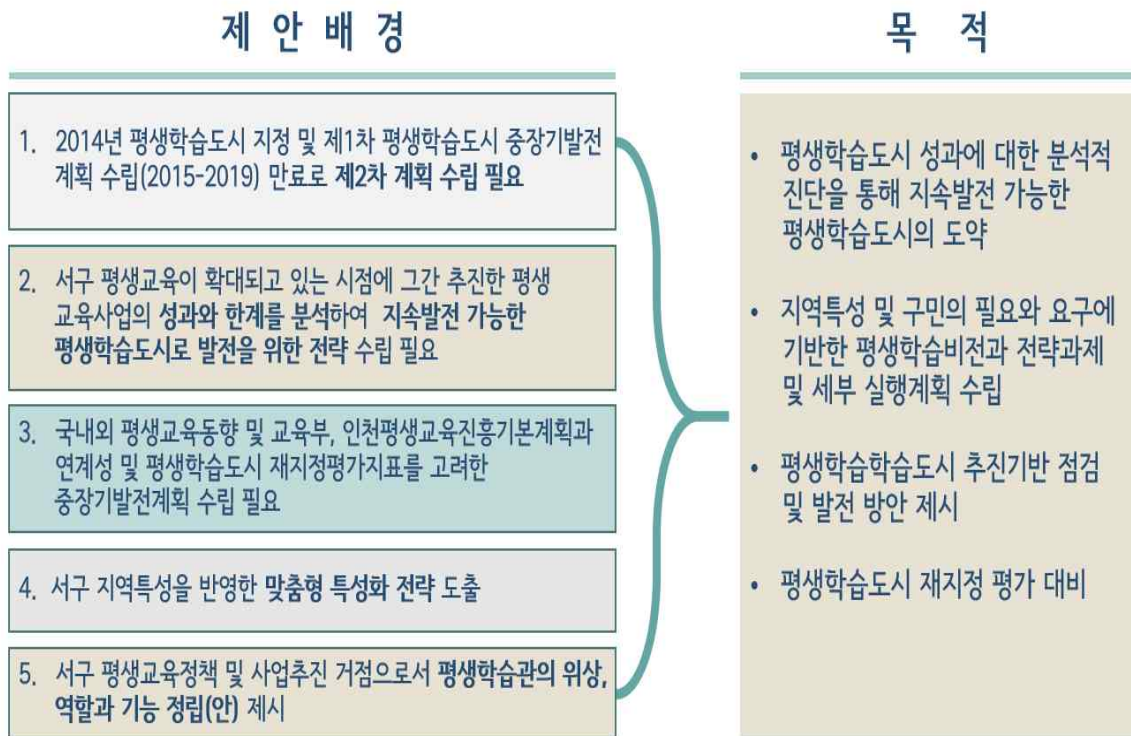 제 안 배 경
1. 2014년 평생학습도시 지정 및 제1차 평생학습도시 중장기발전
계획 수립(2015-2019) 만료로 제2차 계획 수립 필요
2. 서구 평생교육이 확대되고 있는 시점에 그간 추진한 평생
교육사업의 성과와 한계를 분석하여 지속발전 가능한
평생학습도시로 발전을 위한 전략 수립 필요
3. 국내외 평생교육동향 및 교육부, 인천평생교육진흥기본계획과
연계성 및 평생학습도시 재지정평가지표를 고려한
중장기발전계획 수립 필요
4. 서구 지역특성을 반영한 맞춤형 특성화 전략 도출
5. 서구 평생교육정책 및 사업추진 거점으로서 평생학습관의 위상,
역할과 기능 정립(안) 제시
목 적
• 평생학습도시 성과에 대한 분석적
진단을 통해 지속발전 가능한
평생학습도시의 도약
• 지역특성 및 구민의 필요와 요구에
기반한 평생학습비전과 전략과제
및 세부 실행계획 수립
• 평생학습학습도시 추진기반 점검
및 발전 방안 제시
• 평생학습도시 재지정 평가 대비